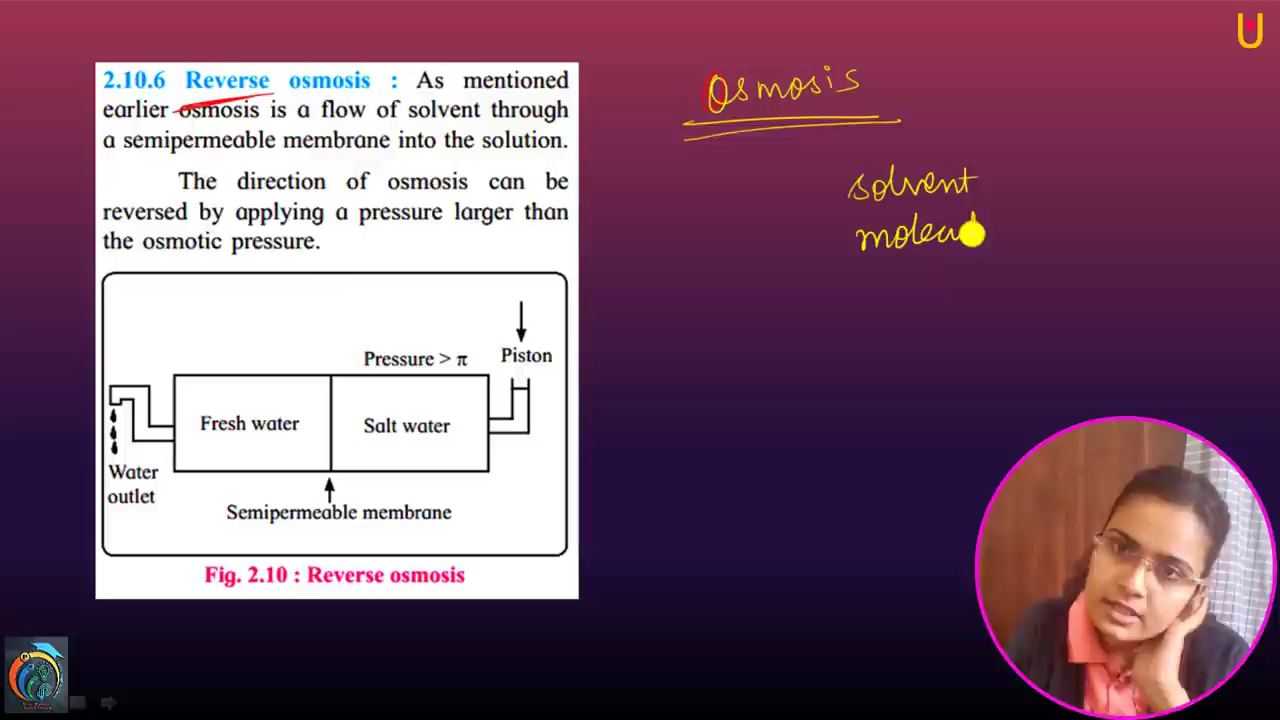 2.10.6 Reverse osmosis : As mentioned
earlier osmosis is a flow of solvent through
a semipermeable membrane into the solution.
The direction of osmosis can be
reversed by applying a pressure larger than
the osmotic pressure.
Pressure > π
Piston
Fresh water
Salt water
Water
outlet
Semipermeable membrane
Fig. 2.10 : Reverse osmosis
Osmosis
solvent
U